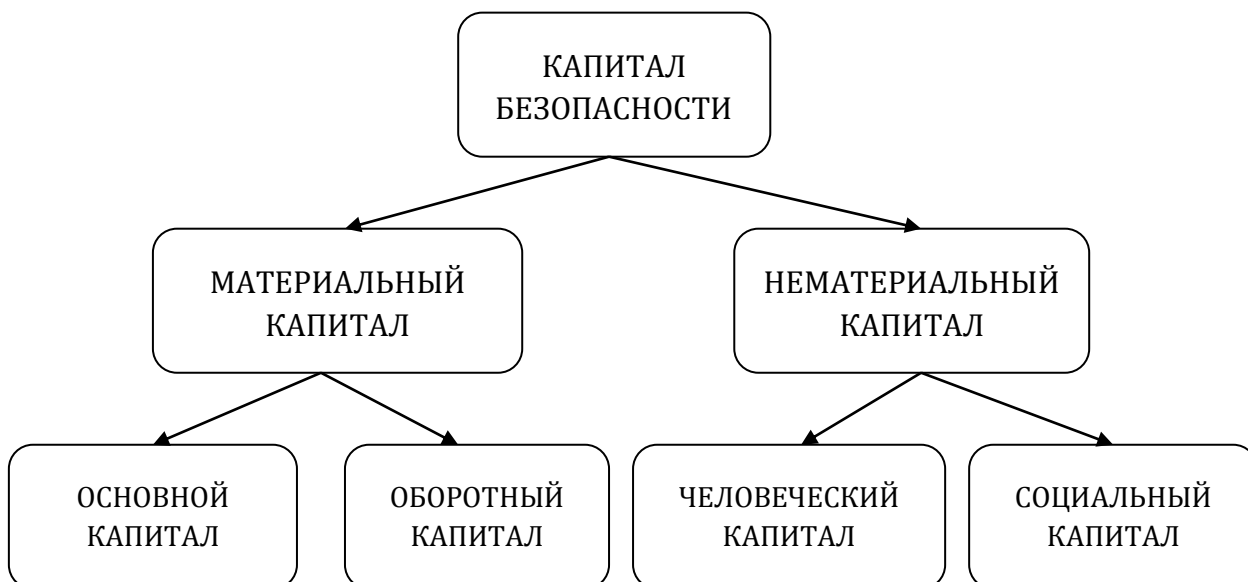 КАПИТАЛ
БЕЗОПАСНОСТИ
МАТЕРИАЛЬНЫЙ
КАПИТАЛ
НЕМАТЕРИАЛЬНЫЙ
КАПИТАЛ
ОСНОВНОЙ
КАПИТАЛ
ОБОРОТНЫЙ
КАПИТАЛ
ЧЕЛОВЕЧЕСКИЙ
КАПИТАЛ
СОЦИАЛЬНЫЙ
КАПИТАЛ